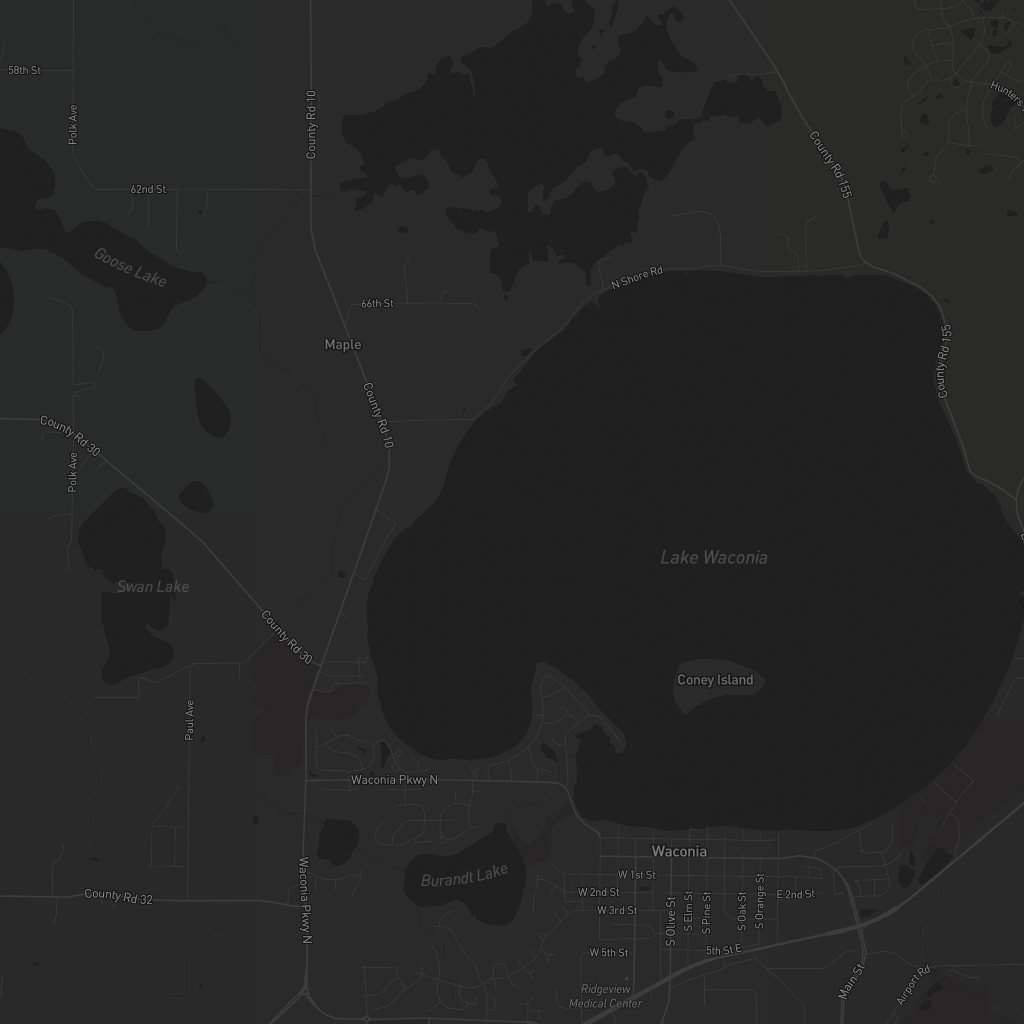 58th St
Polk Ave
County Rd 10
Hunters
County Rd 155
62nd St
Goose Lake
N Shore Rd
66th St
Maple
County Rd 155
County Rd 10
County Rd 30
Polk Ave
Lake Waconia
Swan Lake
County Rd 30
Coney Island
Paul Ave
Waconia Pkwy N
Waconia
Burandt Lake
W 1st St
County Rd 32
W 2nd St
E 2nd St
Waconia Pkwy N
W 3rd St
S Olive St
S Elm St
S Pine St
S Oak St
S Orange St
W 5th St
5th St E
Main St
Airport Rd
Ridgeview
Medical Center